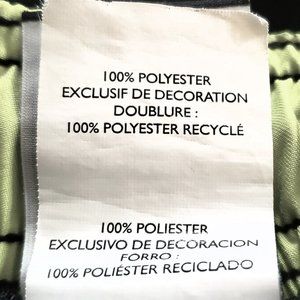 100% POLYESTER
EXCLUSIF DE DECORATION
DOUBLURE :
100% POLYESTER RECYCLÉ
100% POLIESTER
EXCLUSIVO DE DECORACION
FORRO :
100% POLIÉSTER RECICLADO